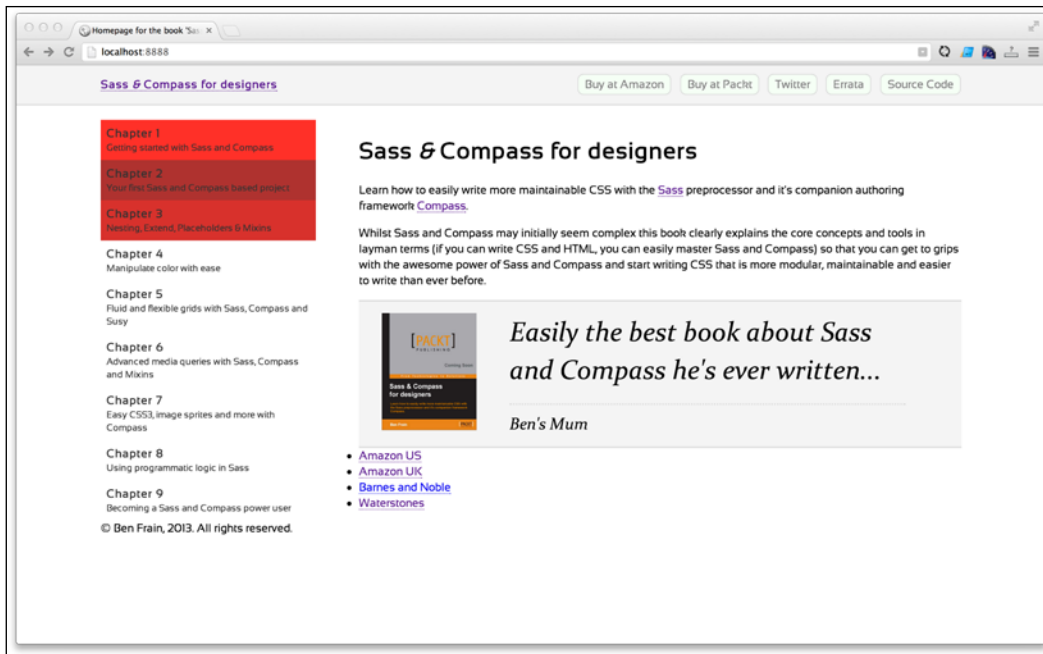 Homepage for the book 'Sas
localhost:8888
Sass & Compass for designers
Buy at Amazon
Buy at Packt
Twitter
Errata
Source Code
Chapter 1
Getting started with Sass and Compass
Chapter 2
Your first Sass and Compass based project
Chapter 3
Nesting, Extend, Placeholders & Mixins
Chapter 4
Manipulate color with ease
Chapter 5
Fluid and flexible grids with Sass, Compass and
Susy
Chapter 6
Advanced media queries with Sass, Compass
and Mixins
Chapter 7
Easy CSS3, image sprites and more with
Compass
Chapter 8
Using programmatic logic in Sass
Chapter 9
Becoming a Sass and Compass power user
© Ben Frain, 2013. All rights reserved.
Sass & Compass for designers
Learn how to easily write more maintainable CSS with the Sass preprocessor and it's companion authoring
framework Compass.
Whilst Sass and Compass may initially seem complex this book clearly explains the core concepts and tools in
layman terms (if you can write CSS and HTML, you can easily master Sass and Compass) so that you can get to grips
with the awesome power of Sass and Compass and start writing CSS that is more modular, maintainable and easier
to write than ever before.
[PACKT]
PUBLISHING
Coming Soon
Sass & Compass
for designers
Ben Frain
PACKT
Easily the best book about Sass
and Compass he's ever written...
Ben's Mum
Amazon US
Amazon UK
Barnes and Noble
Waterstones